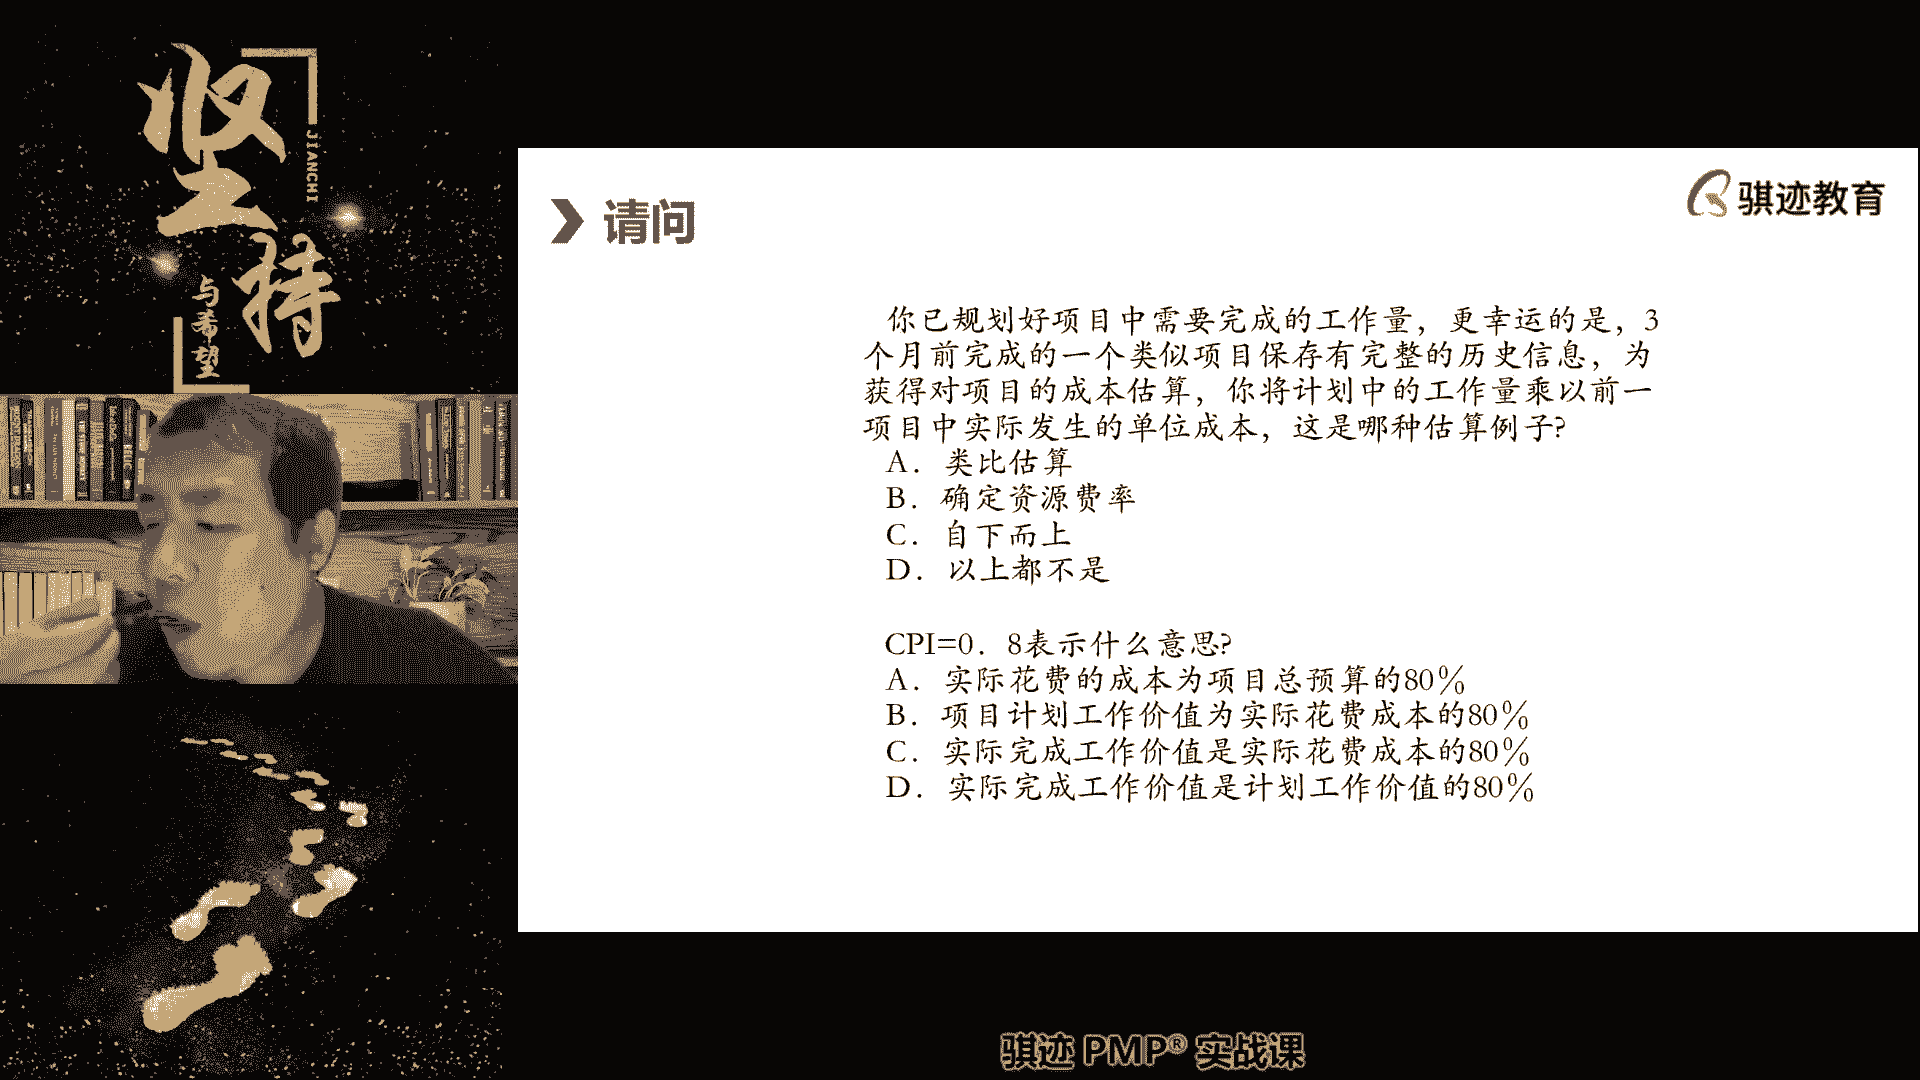 坚持
JIANCHI
与希望
骐迹教育
请问
你已规划好项目中需要完成的工作量，更幸运的是，3
个月前完成的一个类似项目保存有完整的历史信息，为
获得对项目的成本估算，你将计划中的工作量乘以前一
项目中实际发生的单位成本，这是哪种估算例子?
A．类比估算
B．确定资源费率
C．自下而上
D．以上都不是
CPI=0．8表示什么意思?
A．实际花费的成本为项目总预算的80％
B．项目计划工作价值为实际花费成本的80％
C．实际完成工作价值是实际花费成本的80％
D．实际完成工作价值是计划工作价值的80％
骐迹 PMP® 实战课